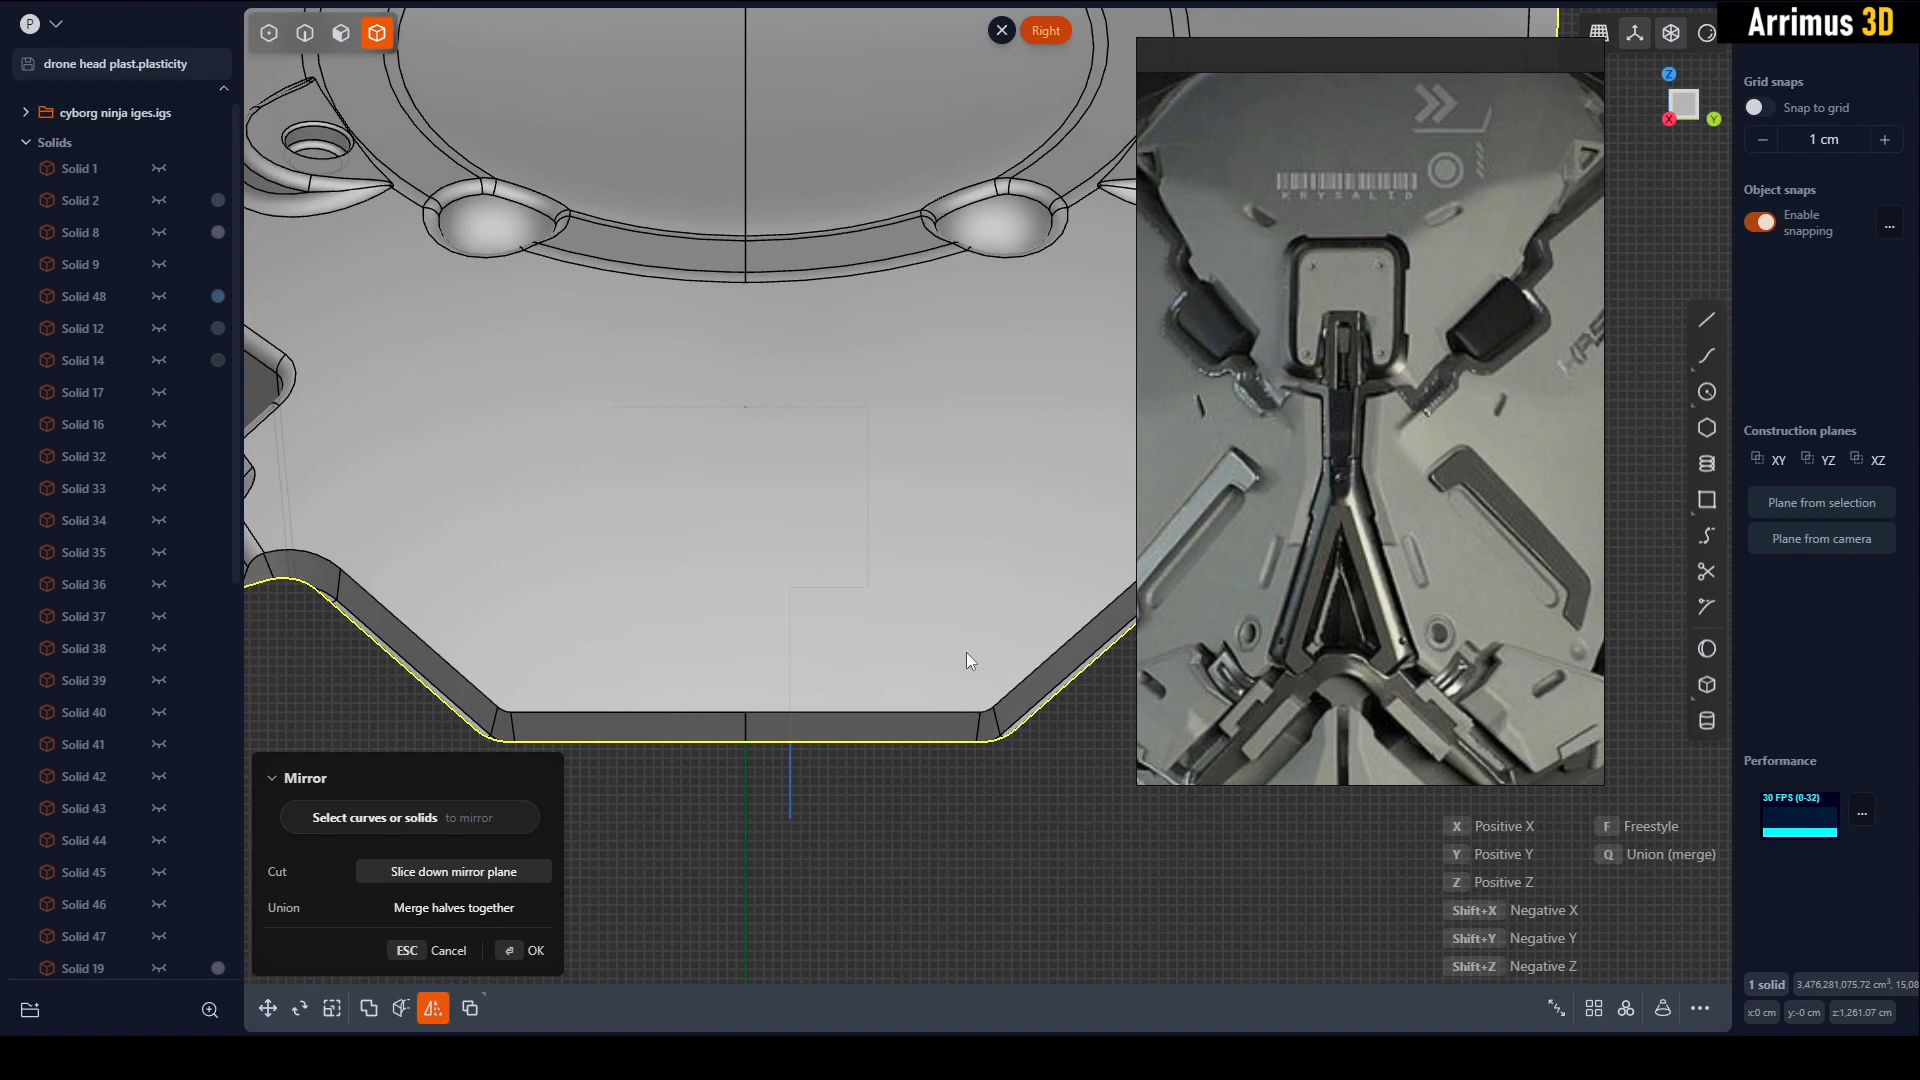 P
drone head plast.plasticity
cyborg ninja iges.igs
Solids
Solid 1
Solid 2
Solid 8
Solid 9
Solid 48
Solid 12
Solid 14
Solid 17
Solid 16
Solid 32
Solid 33
Solid 34
Solid 35
Solid 36
Solid 37
Solid 38
Solid 39
Solid 40
Solid 41
Solid 42
Solid 43
Solid 44
Solid 45
Solid 46
Solid 47
Solid 19
Right
KRYSALID
Mirror
Select curves or solids to mirror
Cut Slice down mirror plane
Union Merge halves together
ESC Cancel OK
X Positive X F Freestyle
Y Positive Y Q Union (merge)
Z Positive Z
Shift+X Negative X
Shift+Y Negative Y
Shift+Z Negative Z
Arrimus 3D
Z
X Y
Grid snaps
Snap to grid
1 cm
Object snaps
Enable
snapping
...
Construction planes
XY YZ XZ
Plane from selection
Plane from camera
Performance
30 FPS (0-32)
...
1 solid 3,476,281,075.72 cm³, 15,08
x:0 cm y:-0 cm z:1,261.07 cm